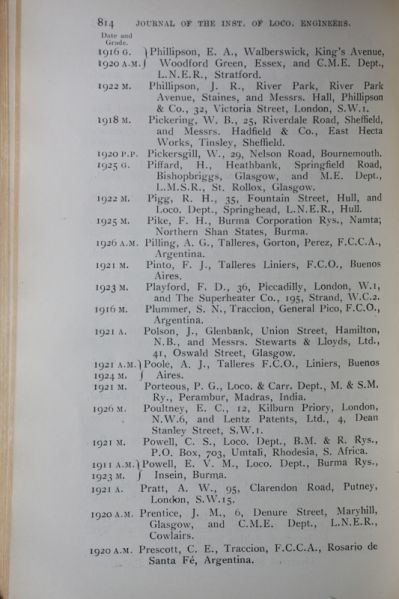 814 JOURNAL OF THE INST. OF LOCO. ENGINEERS.
Date and
Grade.
1916 G. } Phillipson, E. A., Walberswick, King's Avenue,
1920 A.M. } Woodford Green, Essex, and C.M.E. Dept.,
L.N.E.R., Stratford.
1922 M. Phillipson, J. R., River Park, River Park
Avenue, Staines, and Messrs. Hall, Phillipson
& Co., 32, Victoria Street, London, S.W.1.
1918 M. Pickering, W. B., 25, Riverdale Road, Sheffield,
and Messrs. Hadfield & Co., East Hecta
Works, Tinsley, Sheffield.
1920 P.P. Pickersgill, W., 29, Nelson Road, Bournemouth.
1925 G. Piffard, H., Heathbank, Springfield Road,
Bishopbriggs, Glasgow, and M.E. Dept.,
L.M.S.R., St. Rollox, Glasgow.
1922 M. Pigg, R. H., 35, Fountain Street, Hull, and
Loco. Dept., Springhead, L.N.E.R., Hull.
1925 M. Pike, F. H., Burma Corporation Rys., Namta;
Northern Shan States, Burma.
1926 A.M. Pilling, A. G., Talleres, Gorton, Perez, F.C.C.A.,
Argentina.
1921 M. Pinto, F. J., Talleres Liniers, F.C.O., Buenos
Aires.
1923 M. Playford, F. D., 36, Piccadilly, London, W.1,
and The Superheater Co., 195, Strand, W.C.2.
1916 M. Plummer, S. N., Traccion, General Pico, F.C.O.,
Argentina.
1921 A. Polson, J., Glenbank, Union Street, Hamilton,
N.B., and Messrs. Stewarts & Lloyds, Ltd.,
41, Oswald Street, Glasgow.
1921 A.M. } Poole, A. J., Talleres F.C.O., Liniers, Buenos
1924 M. } Aires.
1921 M. Porteous, P. G., Loco. & Carr. Dept., M. & S.M.
Ry., Perambur, Madras, India.
1926 M. Poultney, E. C., 12, Kilburn Priory, London,
N.W.6, and Lentz Patents, Ltd., 4, Dean
Stanley Street, S.W.1.
1921 M. Powell, C. S., Loco. Dept., B.M. & R. Rys.,
P.O. Box, 703, Umtali, Rhodesia, S. Africa.
1911 A.M. } Powell, E. V. M., Loco. Dept., Burma Rys.,
1923 M. } Insein, Burma.
1921 A. Pratt, A. W., 95, Clarendon Road, Putney,
London, S.W.15.
1920 A.M. Prentice, J. M., 6, Denure Street, Maryhill,
Glasgow, and C.M.E. Dept., L.N.E.R.,
Cowlairs.
1920 A.M. Prescott, C. E., Traccion, F.C.C.A., Rosario de
Santa Fé, Argentina.